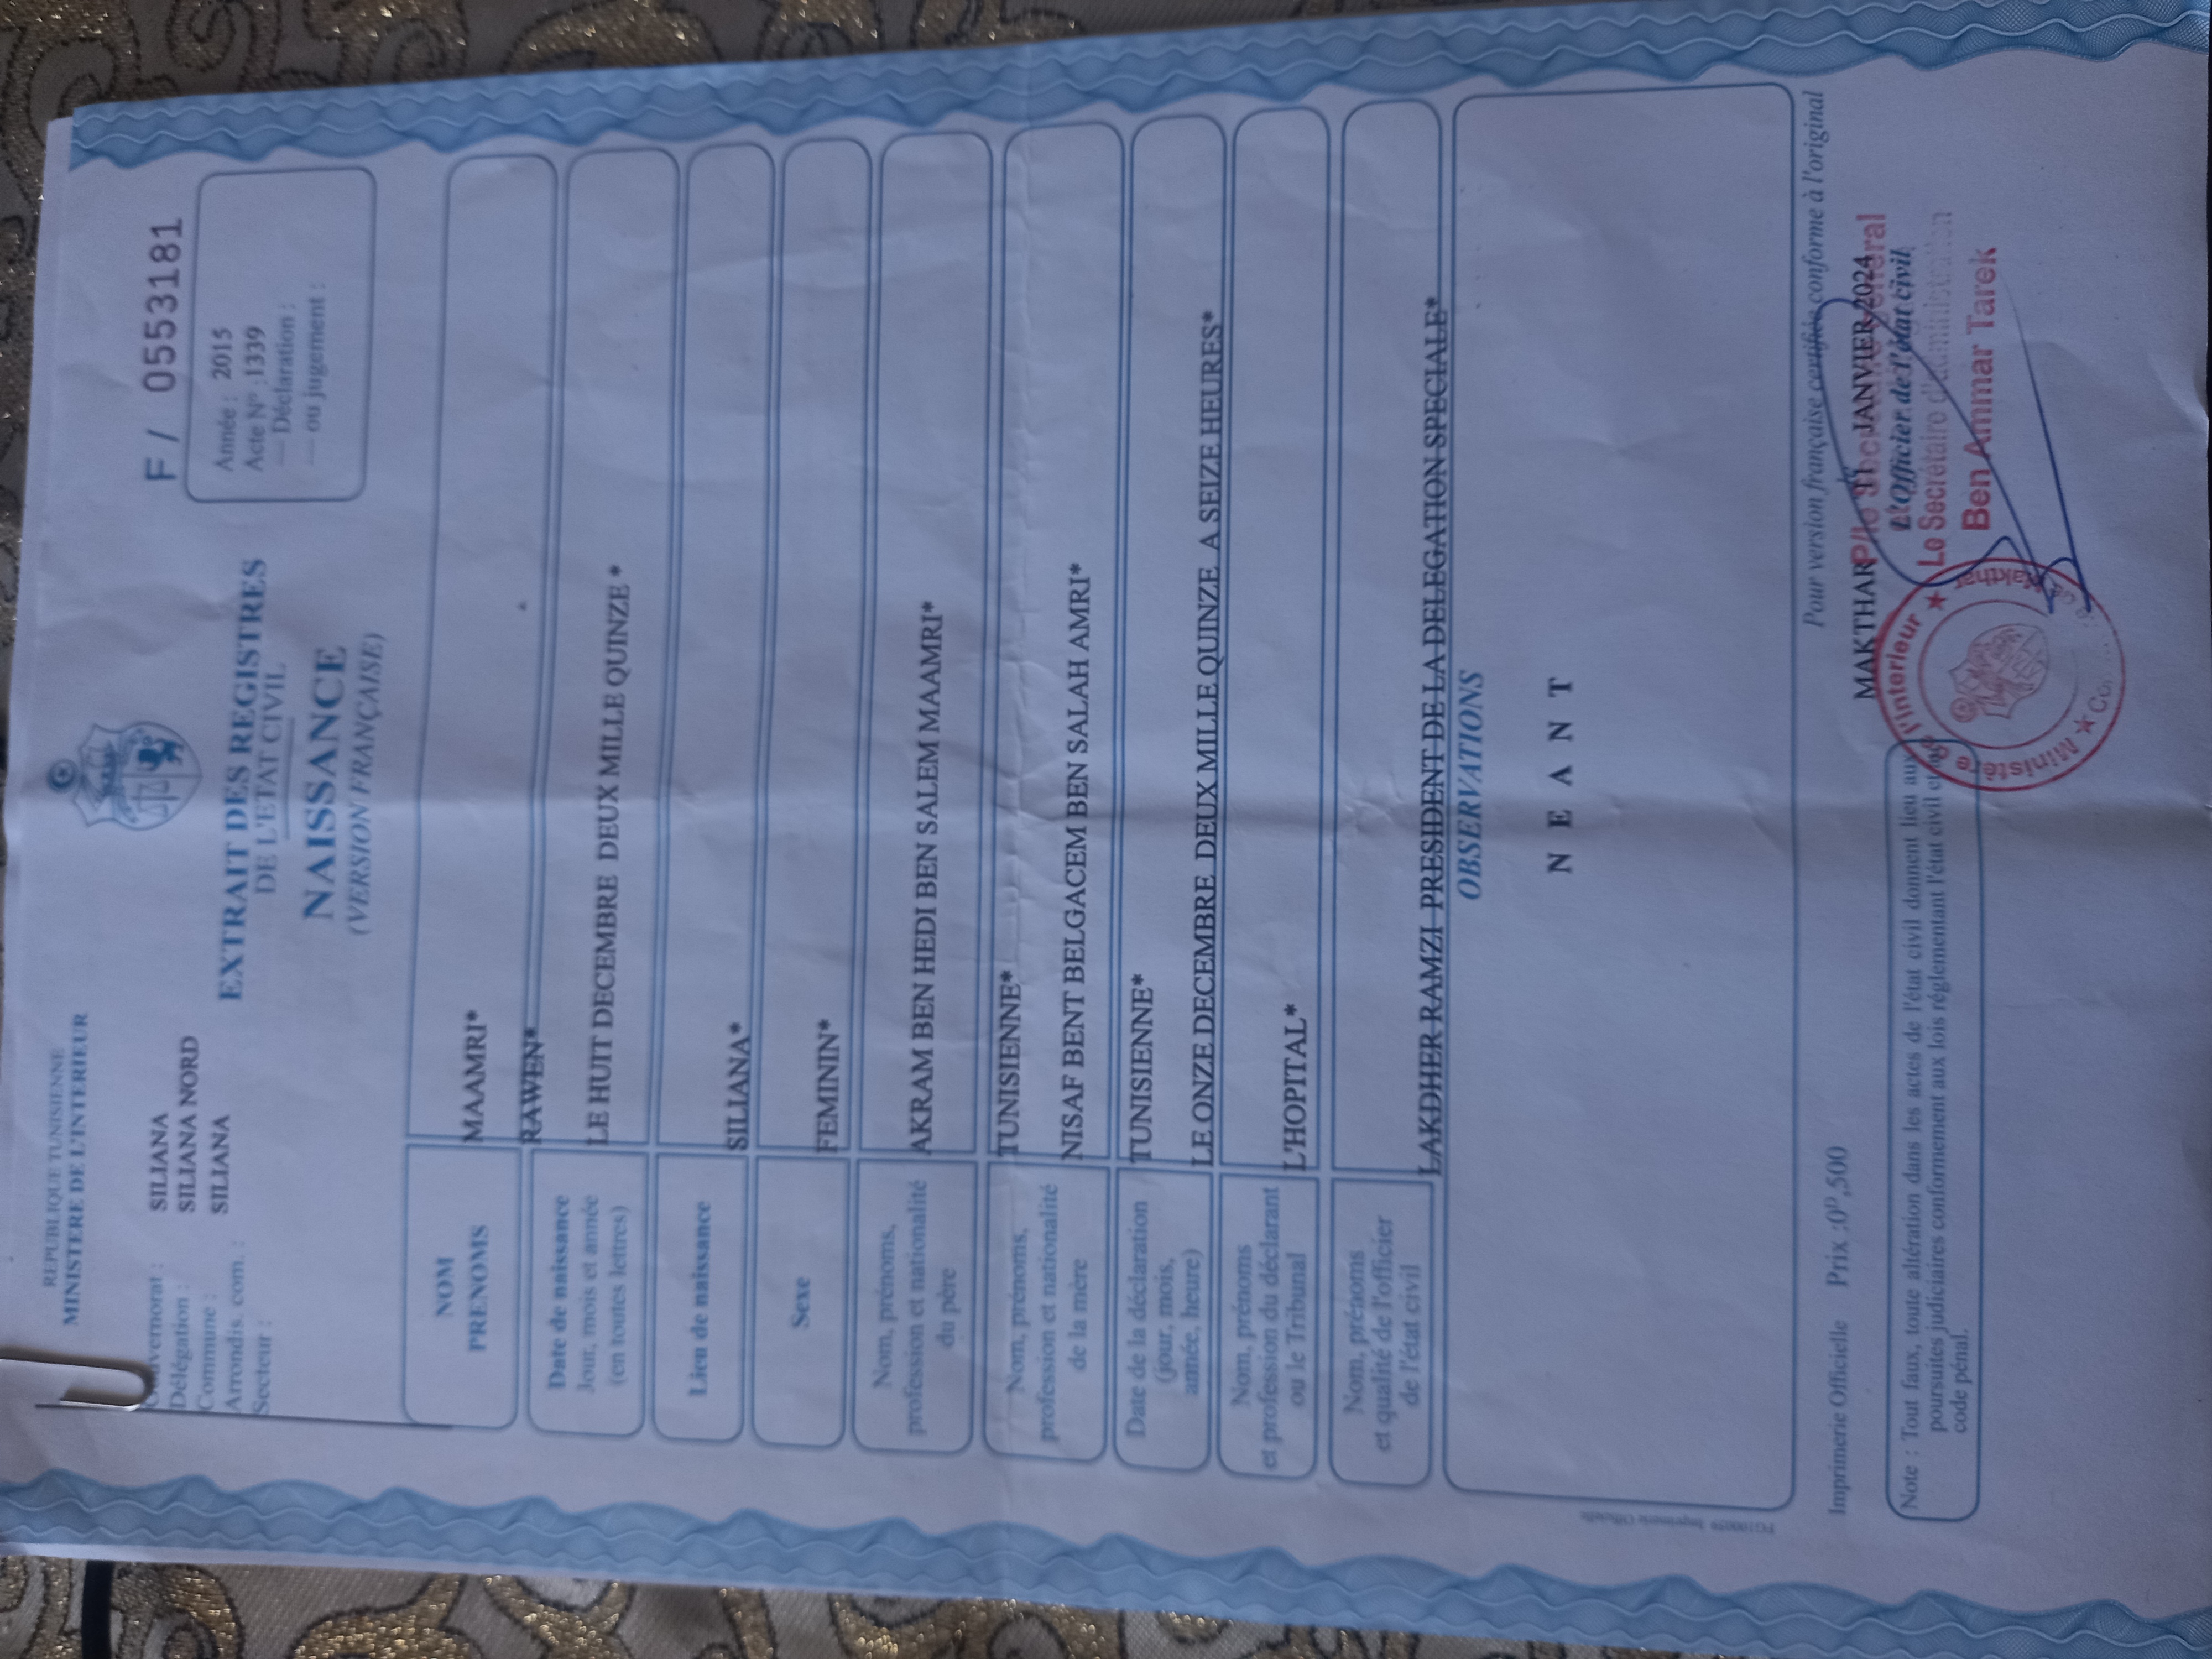 REPUBLIQUE TUNISIENNE
MINISTERE DE L'INTERIEUR
Gouvernorat : SILIANA
Délégation : SILIANA NORD
Commune : SILIANA
Arrondis. com. :
Secteur :
F / 0553181
Année : 2015
Acte N° : 1339
— Déclaration :
— ou jugement :
EXTRAIT DES REGISTRES
DE L'ETAT CIVIL
NAISSANCE
(VERSION FRANÇAISE)
NOM
PRENOMS
MAAMRI*
RAWEN*
Date de naissance
Jour, mois et année
(en toutes lettres)
LE HUIT DECEMBRE DEUX MILLE QUINZE *
Lieu de naissance
SILIANA*
Sexe
FEMININ*
Nom, prénoms,
profession et nationalité
du père
AKRAM BEN HEDI BEN SALEM MAAMRI*
TUNISIENNE*
Nom, prénoms,
profession et nationalité
de la mère
NISAF BENT BELGACEM BEN SALAH AMRI*
TUNISIENNE*
Date de la déclaration
(jour, mois,
année, heure)
LE ONZE DECEMBRE DEUX MILLE QUINZE A SEIZE HEURES*
Nom, prénoms
et profession du déclarant
ou le Tribunal
L'HOPITAL*
Nom, prénoms
et qualité de l'officier
de l'état civil
LAKDHER RAMZI PRESIDENT DE LA DELEGATION SPECIALE*
OBSERVATIONS
N E A N T
FG100059 Imprimerie Officielle
Imprimerie Officielle Prix :0ᴰ,500
Pour version française certifiée conforme à l'original
MAKTHAR JANVIER 2024
L'Officier de l'état civil
Le Secrétaire d'administration
Ben Ammar Tarek
Ministère de l'Interieur
Makthar
Note : Tout faux, toute altération dans les actes de l'état civil donnent lieu aux
poursuites judiciaires conformement aux lois réglementant l'état civil et
code pénal.